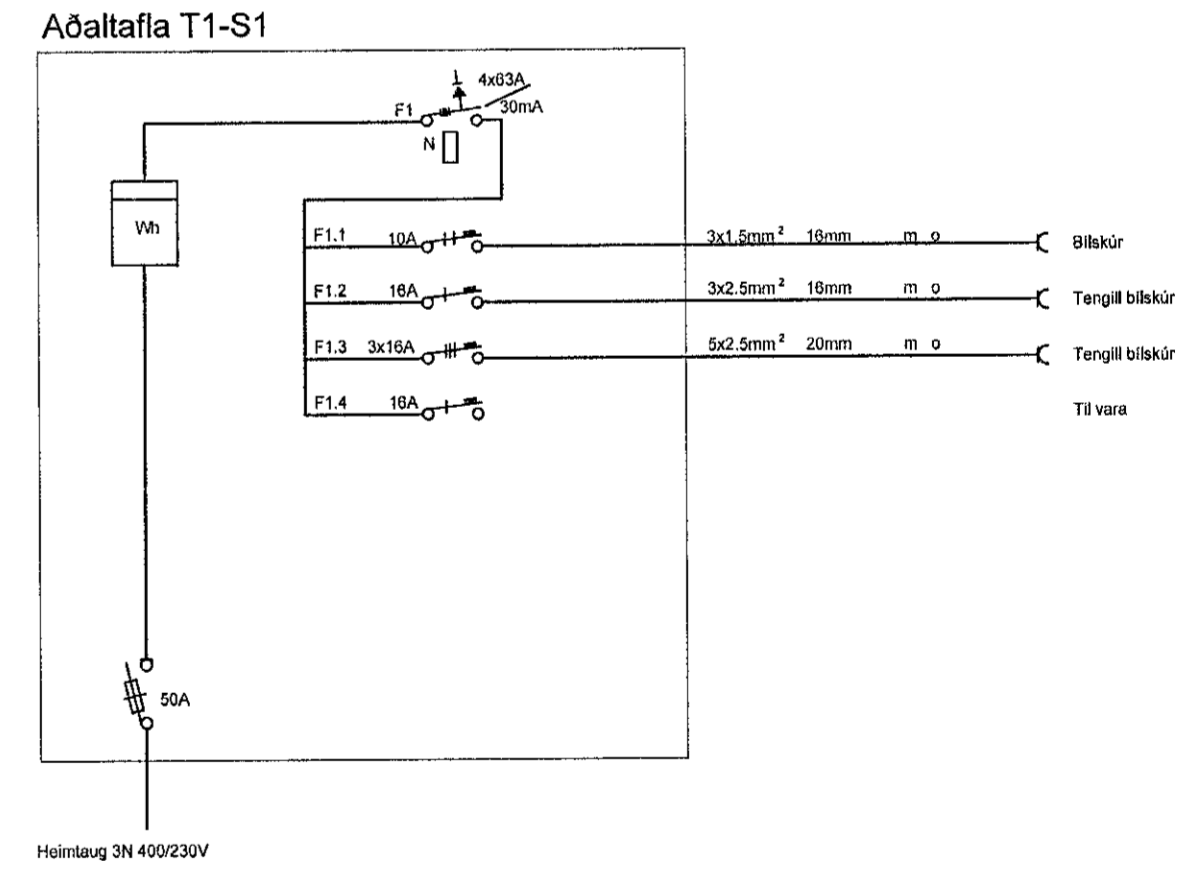 Aðaltafla T1-S1
4x63A
F1 30mA
N
Wh
F1.1 10A 3x1.5mm² 16mm m o Bílskúr
F1.2 16A 3x2.5mm² 16mm m o Tengill bílskúr
F1.3 3x16A 5x2.5mm² 20mm m o Tengill bílskúr
F1.4 16A Til vara
50A
Heimtaug 3N 400/230V